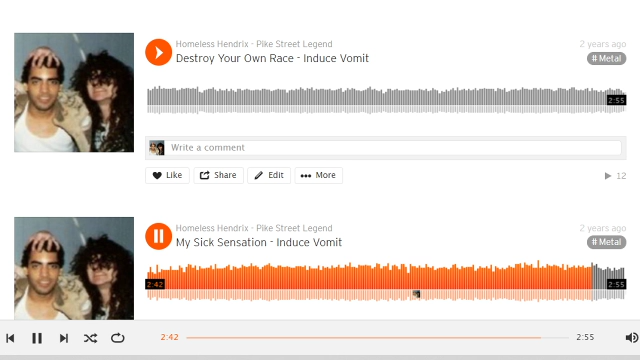 Homeless Hendrix - Pike Street Legend
2 years ago
Destroy Your Own Race - Induce Vomit
# Metal
2:55
Write a comment
Like Share Edit More
12
Homeless Hendrix - Pike Street Legend
2 years ago
My Sick Sensation - Induce Vomit
# Metal
2:42 2:55
2:42 2:55